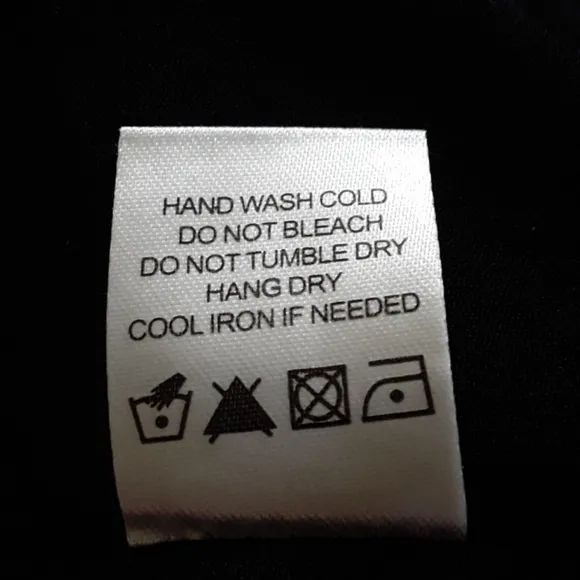 HAND WASH COLD
DO NOT BLEACH
DO NOT TUMBLE DRY
HANG DRY
COOL IRON IF NEEDED